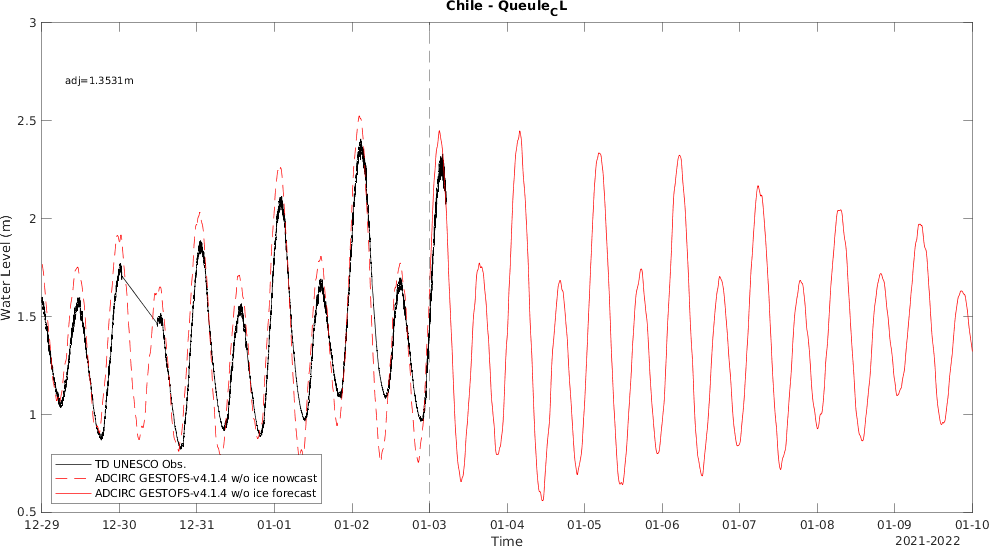 Chile - Queule_CL
3
adj=1.3531m
2.5
2
Water Level (m)
1.5
1
TD UNESCO Obs.
ADCIRC GESTOFS-v4.1.4 w/o ice nowcast
ADCIRC GESTOFS-v4.1.4 w/o ice forecast
0.5
12-29 12-30 12-31 01-01 01-02 01-03 01-04 01-05 01-06 01-07 01-08 01-09 01-10
Time
2021-2022